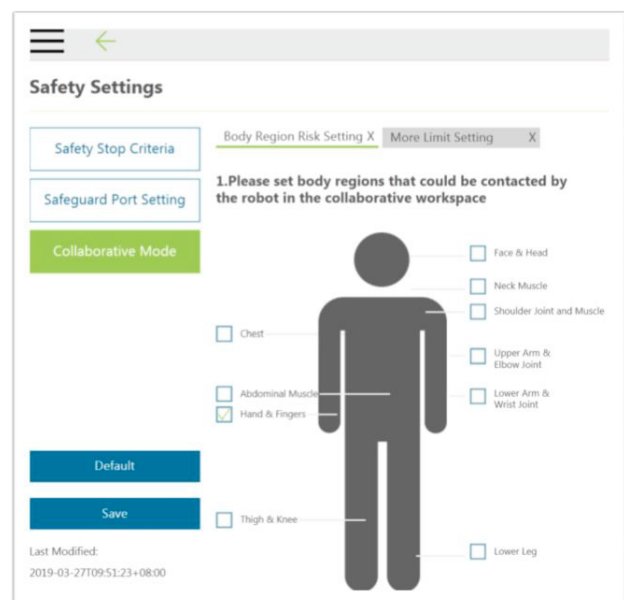 Safety Settings
Safety Stop Criteria
Safeguard Port Setting
Collaborative Mode
Default
Save
Last Modified:
2019-03-27T09:51:23+08:00
Body Region Risk Setting X
More Limit Setting X
1.Please set body regions that could be contacted by
the robot in the collaborative workspace
Face & Head
Neck Muscle
Shoulder Joint and Muscle
Chest
Upper Arm &
Elbow Joint
Abdominal Muscle
Lower Arm &
Wrist Joint
Hand & Fingers
Thigh & Knee
Lower Leg